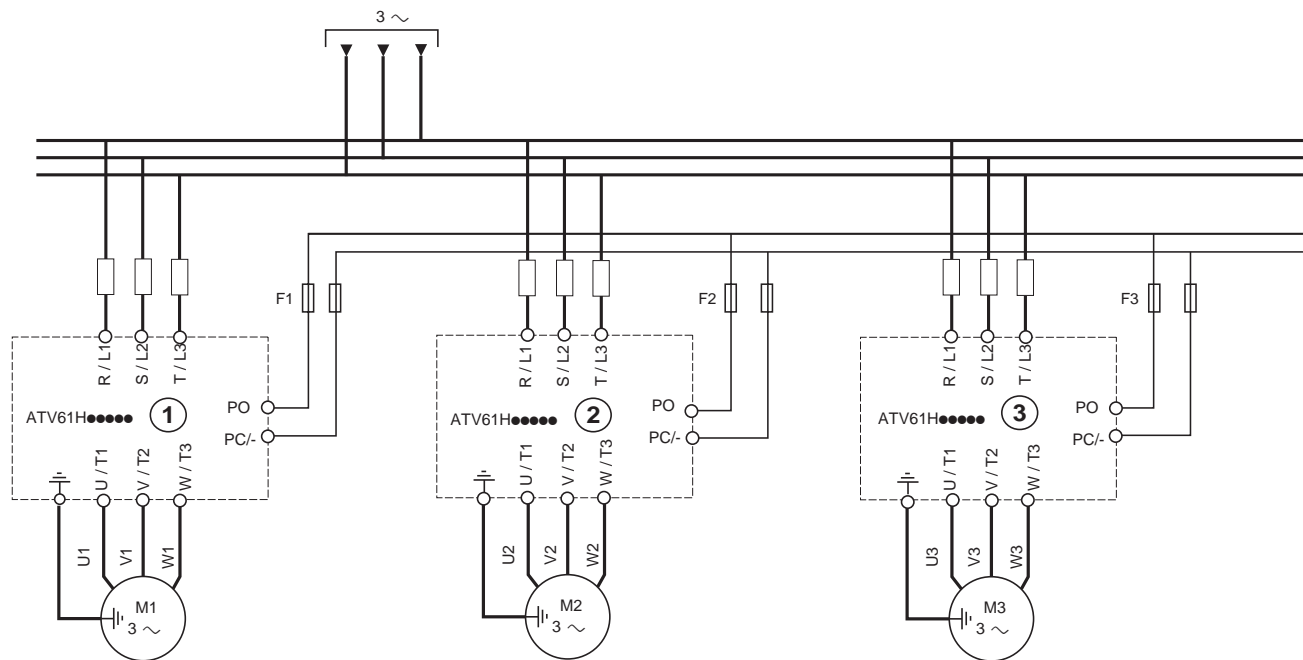 3 ~
F1
F2
F3
R / L1
S / L2
T / L3
R / L1
S / L2
T / L3
R / L1
S / L2
T / L3
ATV61H●●●●●
1
PO
PC/-
ATV61H●●●●●
2
PO
PC/-
ATV61H●●●●●
3
PO
PC/-
U / T1
V / T2
W / T3
U / T1
V / T2
W / T3
U / T1
V / T2
W / T3
U1
V1
W1
U2
V2
W2
U3
V3
W3
M1
3 ~
M2
3 ~
M3
3 ~